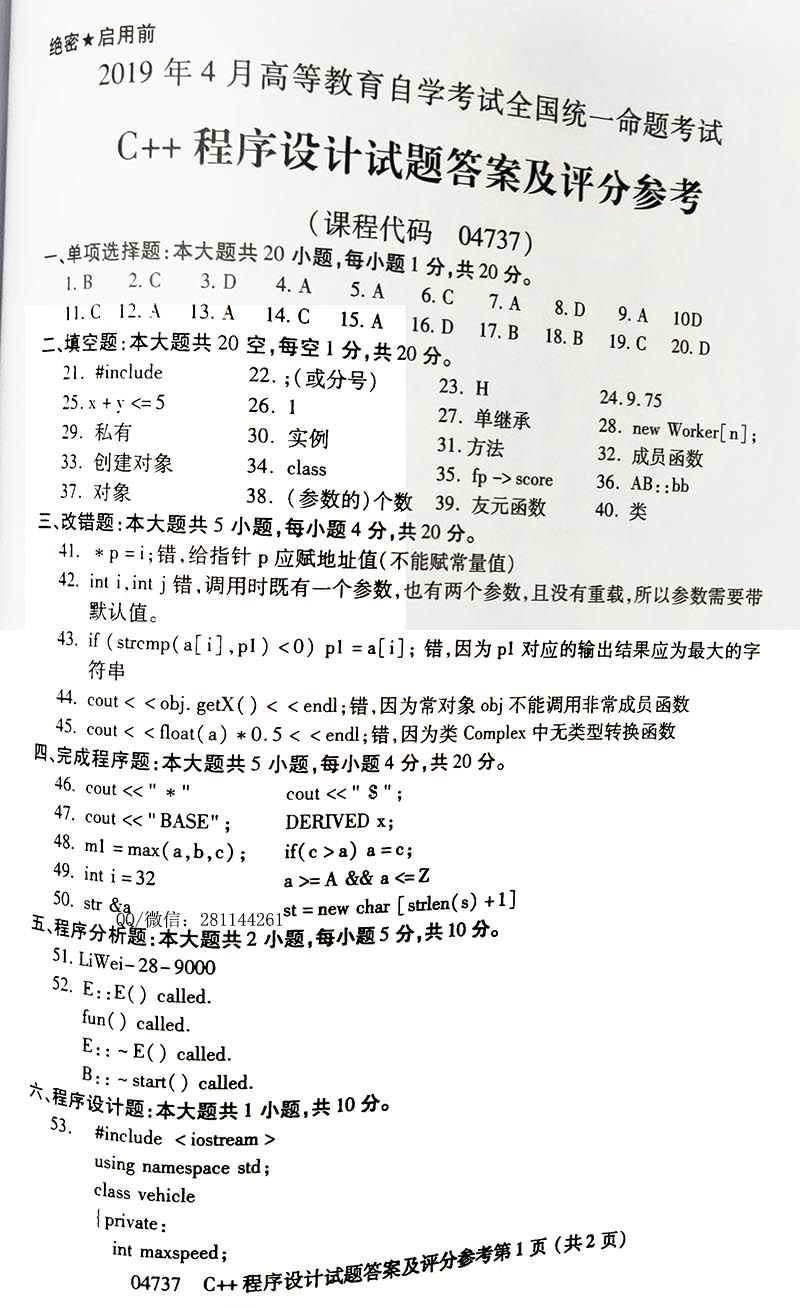 绝密★启用前
2019 年 4 月高等教育自学考试全国统一命题考试
C++ 程序设计试题答案及评分参考
(课程代码 04737)
一、单项选择题:本大题共 20 小题,每小题 1 分,共 20 分。
1. B 2. C 3. D 4. A 5. A 6. C 7. A 8. D 9. A 10D
11. C 12. A 13. A 14. C 15. A 16. D 17. B 18. B 19. C 20. D
二、填空题:本大题共 20 空,每空 1 分,共 20 分。
21. #include 22. ;(或分号) 23. H 24. 9.75
25. x + y <= 5 26. 1 27. 单继承 28. new Worker[n];
29. 私有 30. 实例 31. 方法 32. 成员函数
33. 创建对象 34. class 35. fp -> score 36. AB::bb
37. 对象 38. (参数的)个数 39. 友元函数 40. 类
三、改错题:本大题共 5 小题,每小题 4 分,共 20 分。
41. * p = i;错,给指针 p 应赋地址值(不能赋常量值)
42. int i,int j 错,调用时既有一个参数,也有两个参数,且没有重载,所以参数需要带
默认值。
43. if (strcmp(a[i],p1) <0) p1 = a[i]; 错,因为 p1 对应的输出结果应为最大的字
符串
44. cout< <obj. getX()< <endl;错,因为常对象 obj 不能调用非常成员函数
45. cout< <float(a) * 0.5< <endl;错,因为类 Complex 中无类型转换函数
四、完成程序题:本大题共 5 小题,每小题 4 分,共 20 分。
46. cout <<" * " cout <<" $ ";
47. cout <<"BASE"; DERIVED x;
48. m1 = max(a,b,c); if(c > a) a = c;
49. int i = 32 a >= A && a <= Z
50. str &a st = new char [strlen(s) +1]
QQ/微信：281144261
五、程序分析题:本大题共 2 小题,每小题 5 分,共 10 分。
51. LiWei-28-9000
52. E::E() called.
fun() called.
E:: ~ E() called.
B:: ~ start() called.
六、程序设计题:本大题共 1 小题,共 10 分。
53. #include < iostream >
using namespace std;
class vehicle
{private:
int maxspeed;
04737 C++ 程序设计试题答案及评分参考第 1 页(共 2 页)